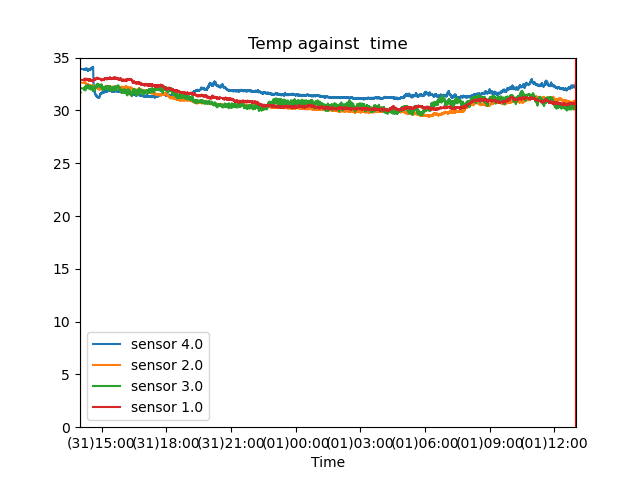 Temp against  time
35
30
25
20
15
10
5
0
sensor 4.0
sensor 2.0
sensor 3.0
sensor 1.0
(31)15:00 (31)18:00 (31)21:00 (01)00:00 (01)03:00 (01)06:00 (01)09:00 (01)12:00
Time